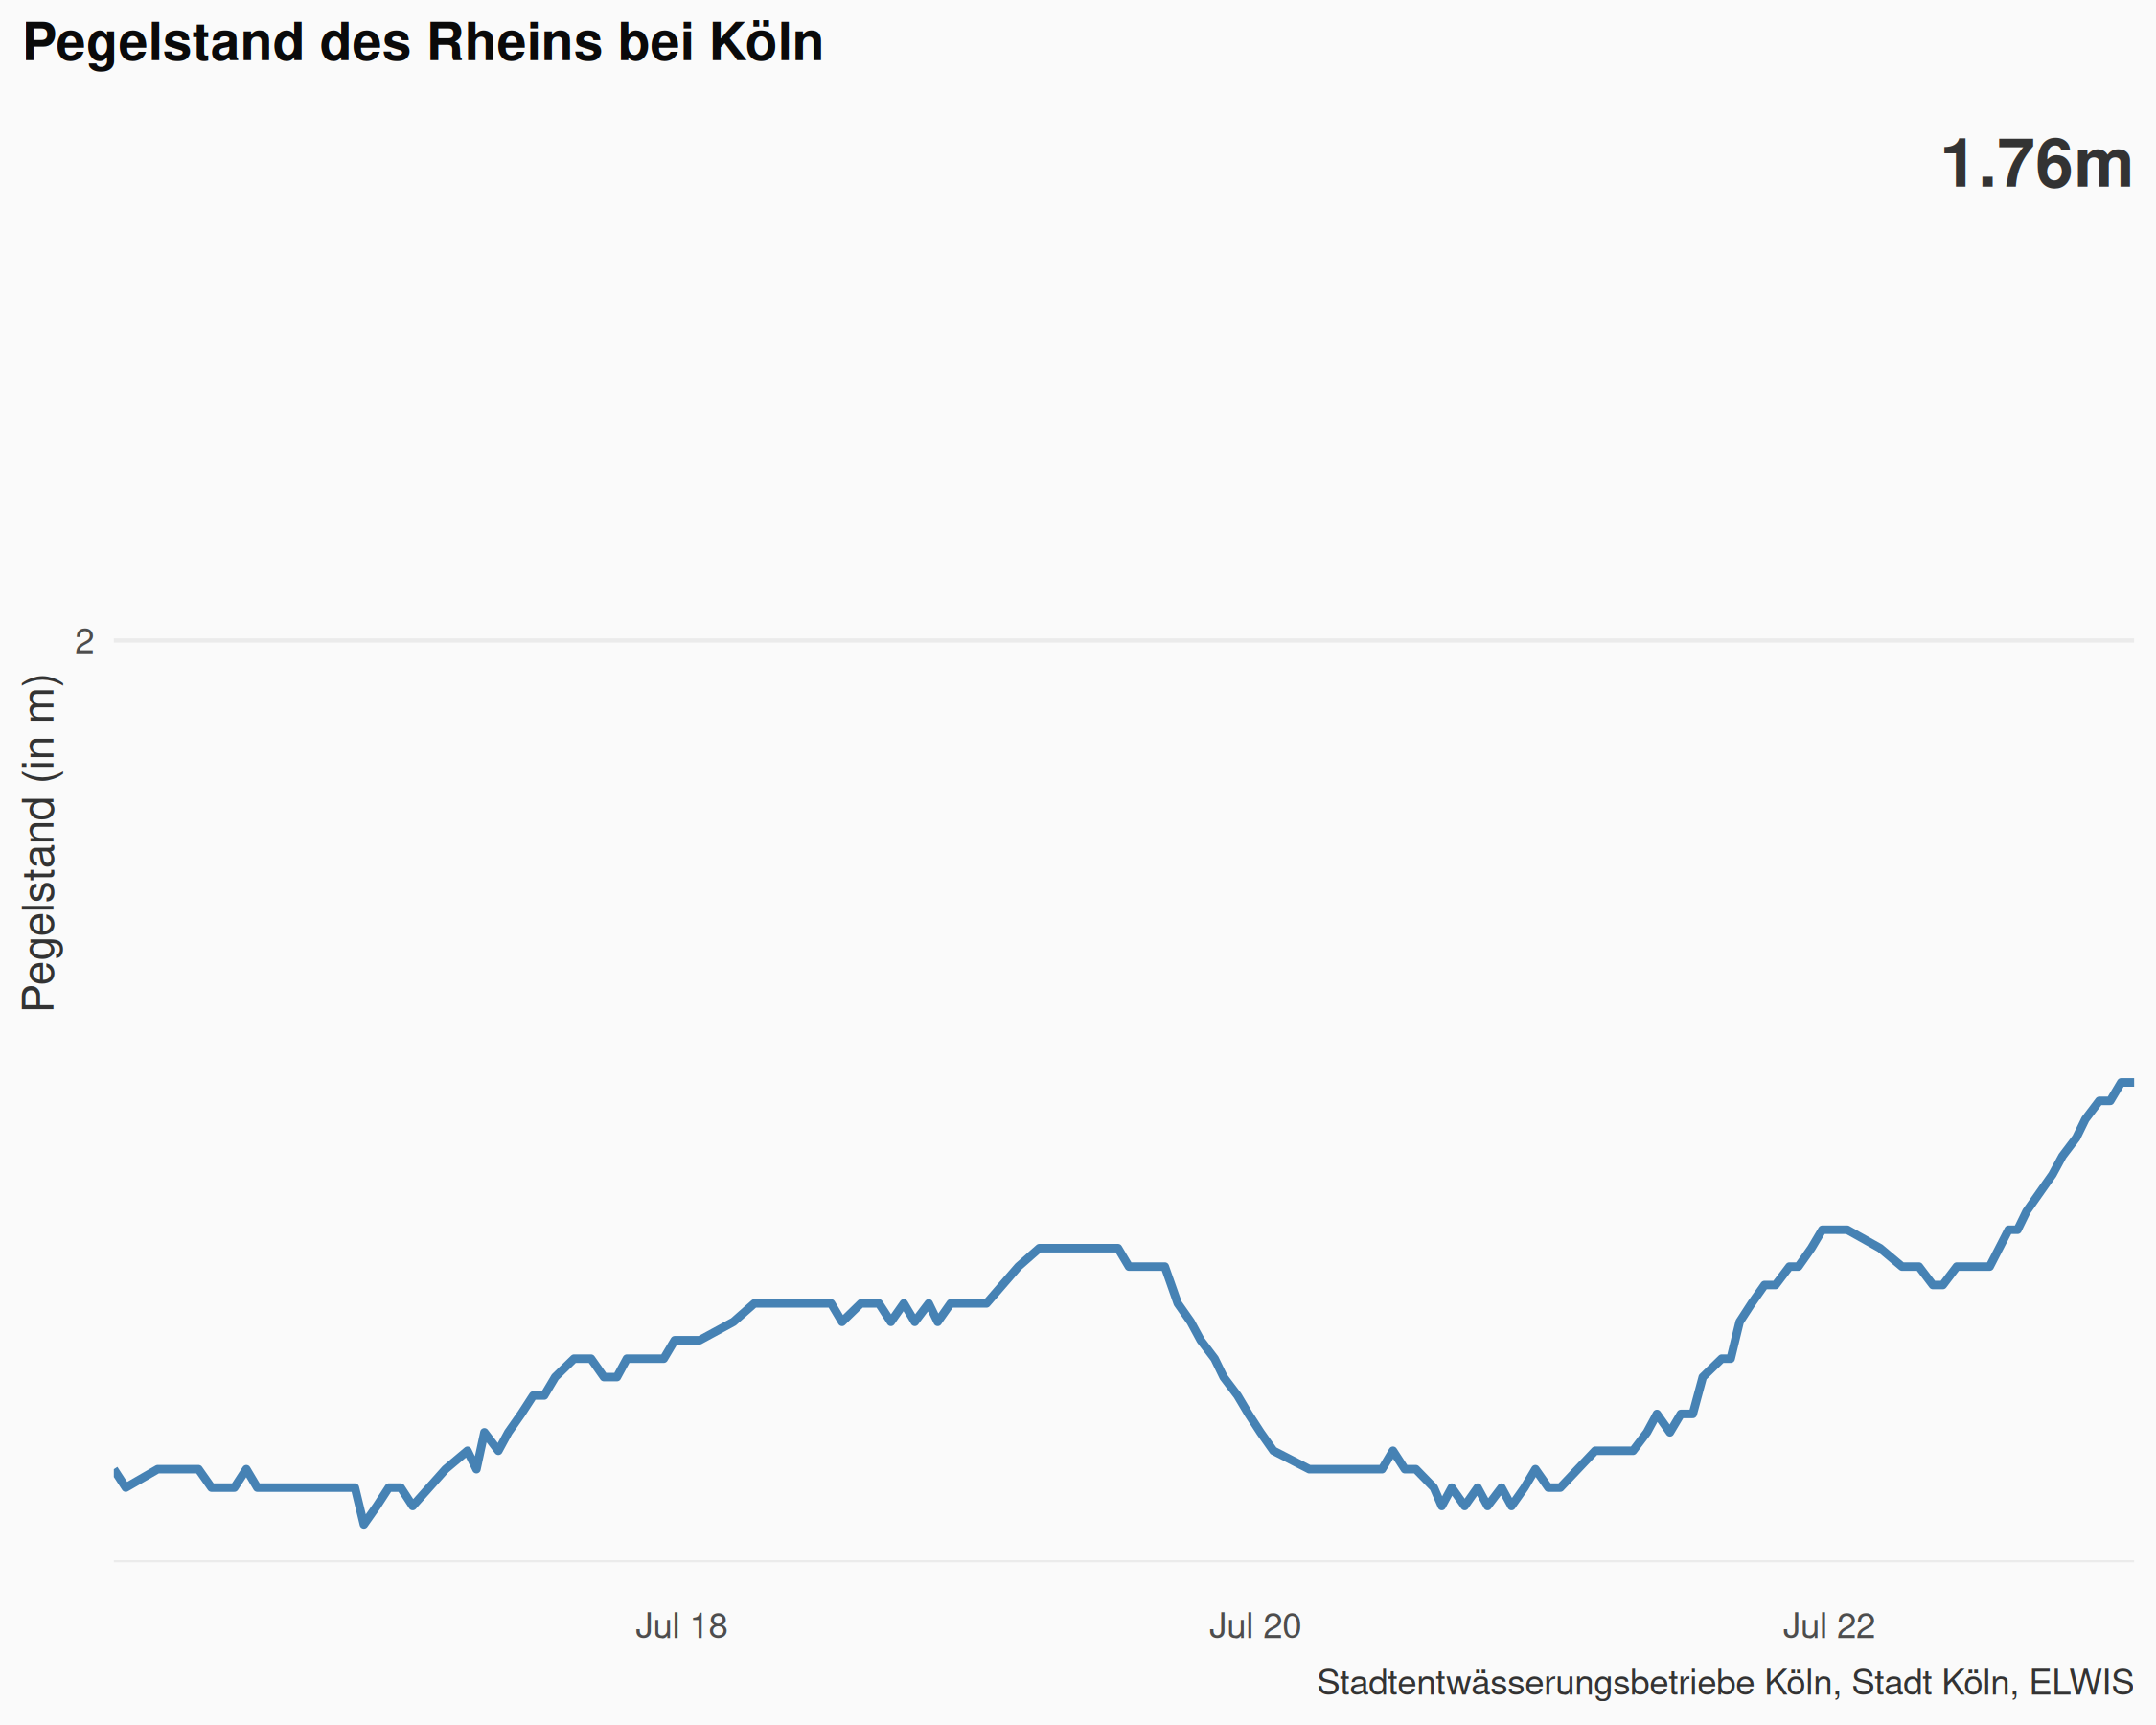 Pegelstand des Rheins bei Köln
1.76m
2
Pegelstand (in m)
Jul 18 Jul 20 Jul 22
Stadtentwässerungsbetriebe Köln, Stadt Köln, ELWIS